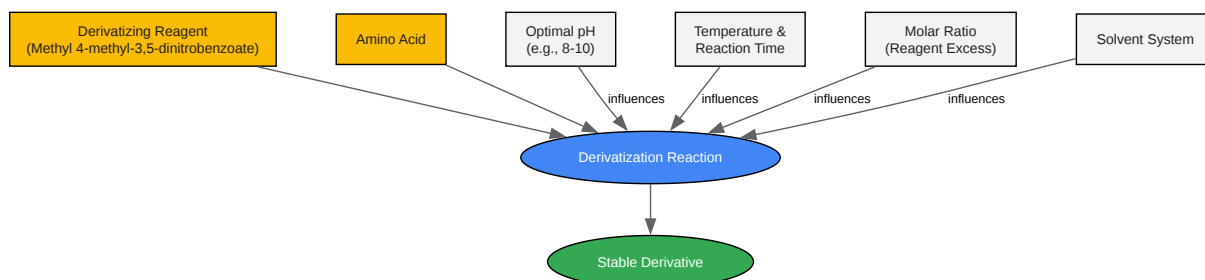 Derivatizing Reagent
(Methyl 4-methyl-3,5-dinitrobenzoate)
Amino Acid
Optimal pH
(e.g., 8-10)
Temperature &
Reaction Time
Molar Ratio
(Reagent Excess)
Solvent System
influences
influences
influences
influences
Derivatization Reaction
Stable Derivative